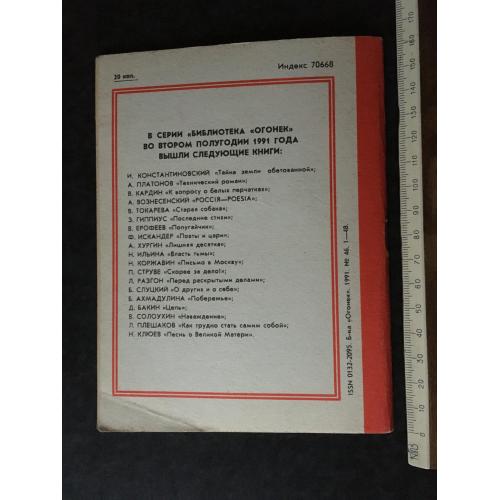 20 коп.
Индекс 70668
В СЕРИИ «БИБЛИОТЕКА «ОГОНЕК»
ВО ВТОРОМ ПОЛУГОДИИ 1991 ГОДА
ВЫШЛИ СЛЕДУЮЩИЕ КНИГИ:
И. КОНСТАНТИНОВСКИЙ «Тайна земли обетованной»;
А. ПЛАТОНОВ «Технический роман»;
В. КАРДИН «К вопросу о белых перчатках»;
А. ВОЗНЕСЕНСКИЙ «РОССIЯ—POESIA»;
В. ТОКАРЕВА «Старая собака»;
З. ГИППИУС «Последние стихи»;
В. ЕРОФЕЕВ «Попугайчик»;
Ф. ИСКАНДЕР «Поэты и цари»;
А. ХУРГИН «Лишняя десятка»;
Н. ИЛЬИНА «Власть тьмы»;
Н. КОРЖАВИН «Письмо в Москву»;
П. СТРУВЕ «Скорее за дело!»;
Л. РАЗГОН «Перед раскрытыми делами»;
Б. СЛУЦКИЙ «О других и о себе»;
Б. АХМАДУЛИНА «Побережье»;
Д. БАКИН «Цепь»;
В. СОЛОУХИН «Наваждение»;
Л. ПЛЕШАКОВ «Как трудно стать самим собой»;
Н. КЛЮЕВ «Песнь о Великой Матери».
ISSN 0132-2095. Б-ка «Огонек». 1991. № 46. 1—48.